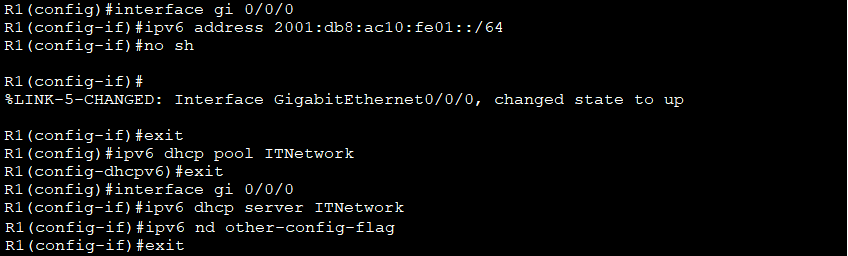 R1(config)#interface gi 0/0/0
R1(config-if)#ipv6 address 2001:db8:ac10:fe01::/64
R1(config-if)#no sh
R1(config-if)#
%LINK-5-CHANGED: Interface GigabitEthernet0/0/0, changed state to up
R1(config-if)#exit
R1(config)#ipv6 dhcp pool ITNetwork
R1(config-dhcpv6)#exit
R1(config)#interface gi 0/0/0
R1(config-if)#ipv6 dhcp server ITNetwork
R1(config-if)#ipv6 nd other-config-flag
R1(config-if)#exit